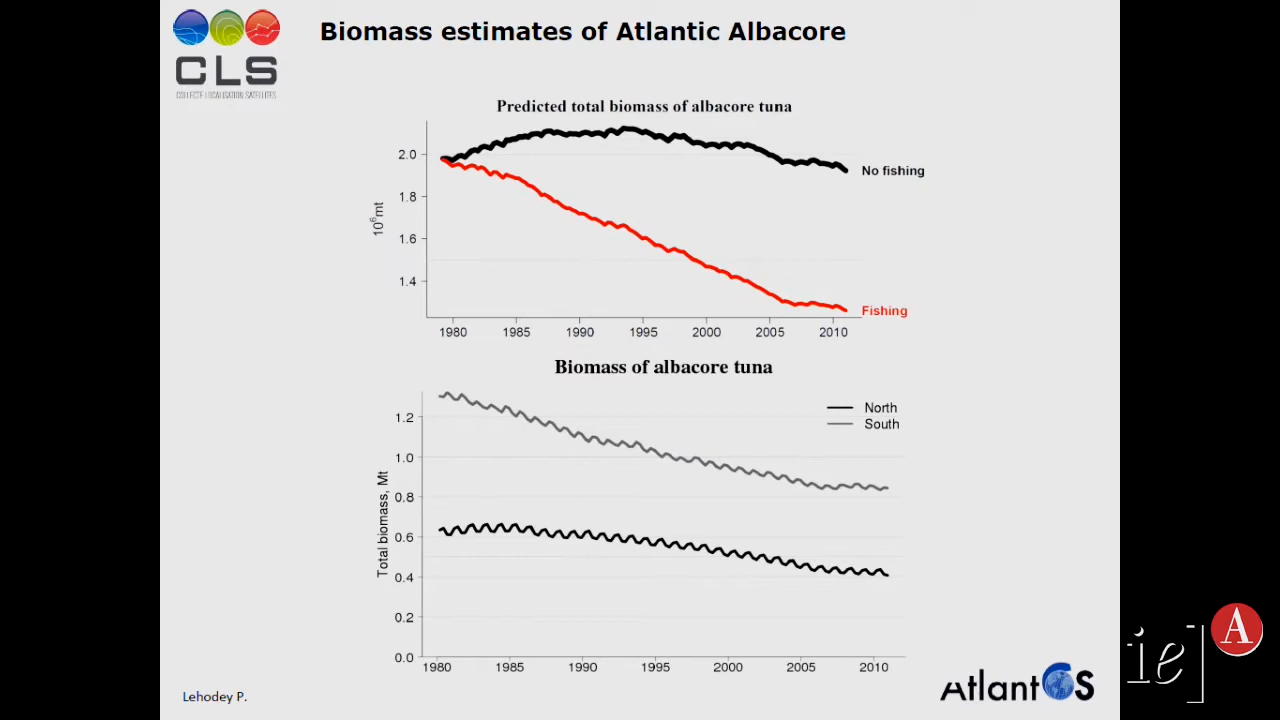 Biomass estimates of Atlantic Albacore
CLS
COLLECTE LOCALISATION SATELLITES
Predicted total biomass of albacore tuna
2.0
1.8
1.6
1.4
10⁶mt
No fishing
Fishing
1980 1985 1990 1995 2000 2005 2010
Biomass of albacore tuna
1.2
1.0
0.8
0.6
0.4
0.2
0.0
Total biomass, Mt
North
South
1980 1985 1990 1995 2000 2005 2010
Lehodey P.
AtlantOS
ie]
A